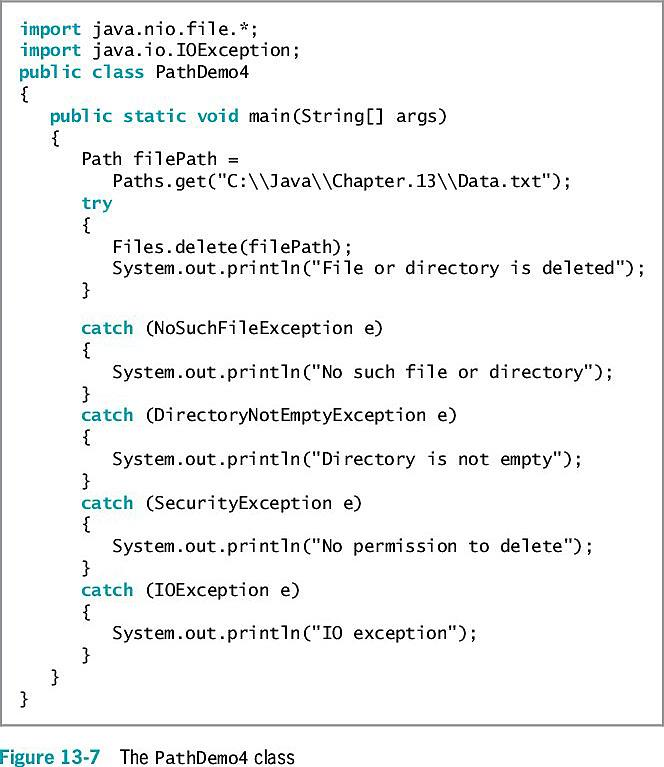 import java.nio.file.*;
import java.io.IOException;
public class PathDemo4
{
   public static void main(String[] args)
   {
      Path filePath =
         Paths.get("C:\\Java\\Chapter.13\\Data.txt");
      try
      {
         Files.delete(filePath);
         System.out.println("File or directory is deleted");
      }
      catch (NoSuchFileException e)
      {
         System.out.println("No such file or directory");
      }
      catch (DirectoryNotEmptyException e)
      {
         System.out.println("Directory is not empty");
      }
      catch (SecurityException e)
      {
         System.out.println("No permission to delete");
      }
      catch (IOException e)
      {
         System.out.println("IO exception");
      }
   }
}
Figure 13-7 The PathDemo4 class